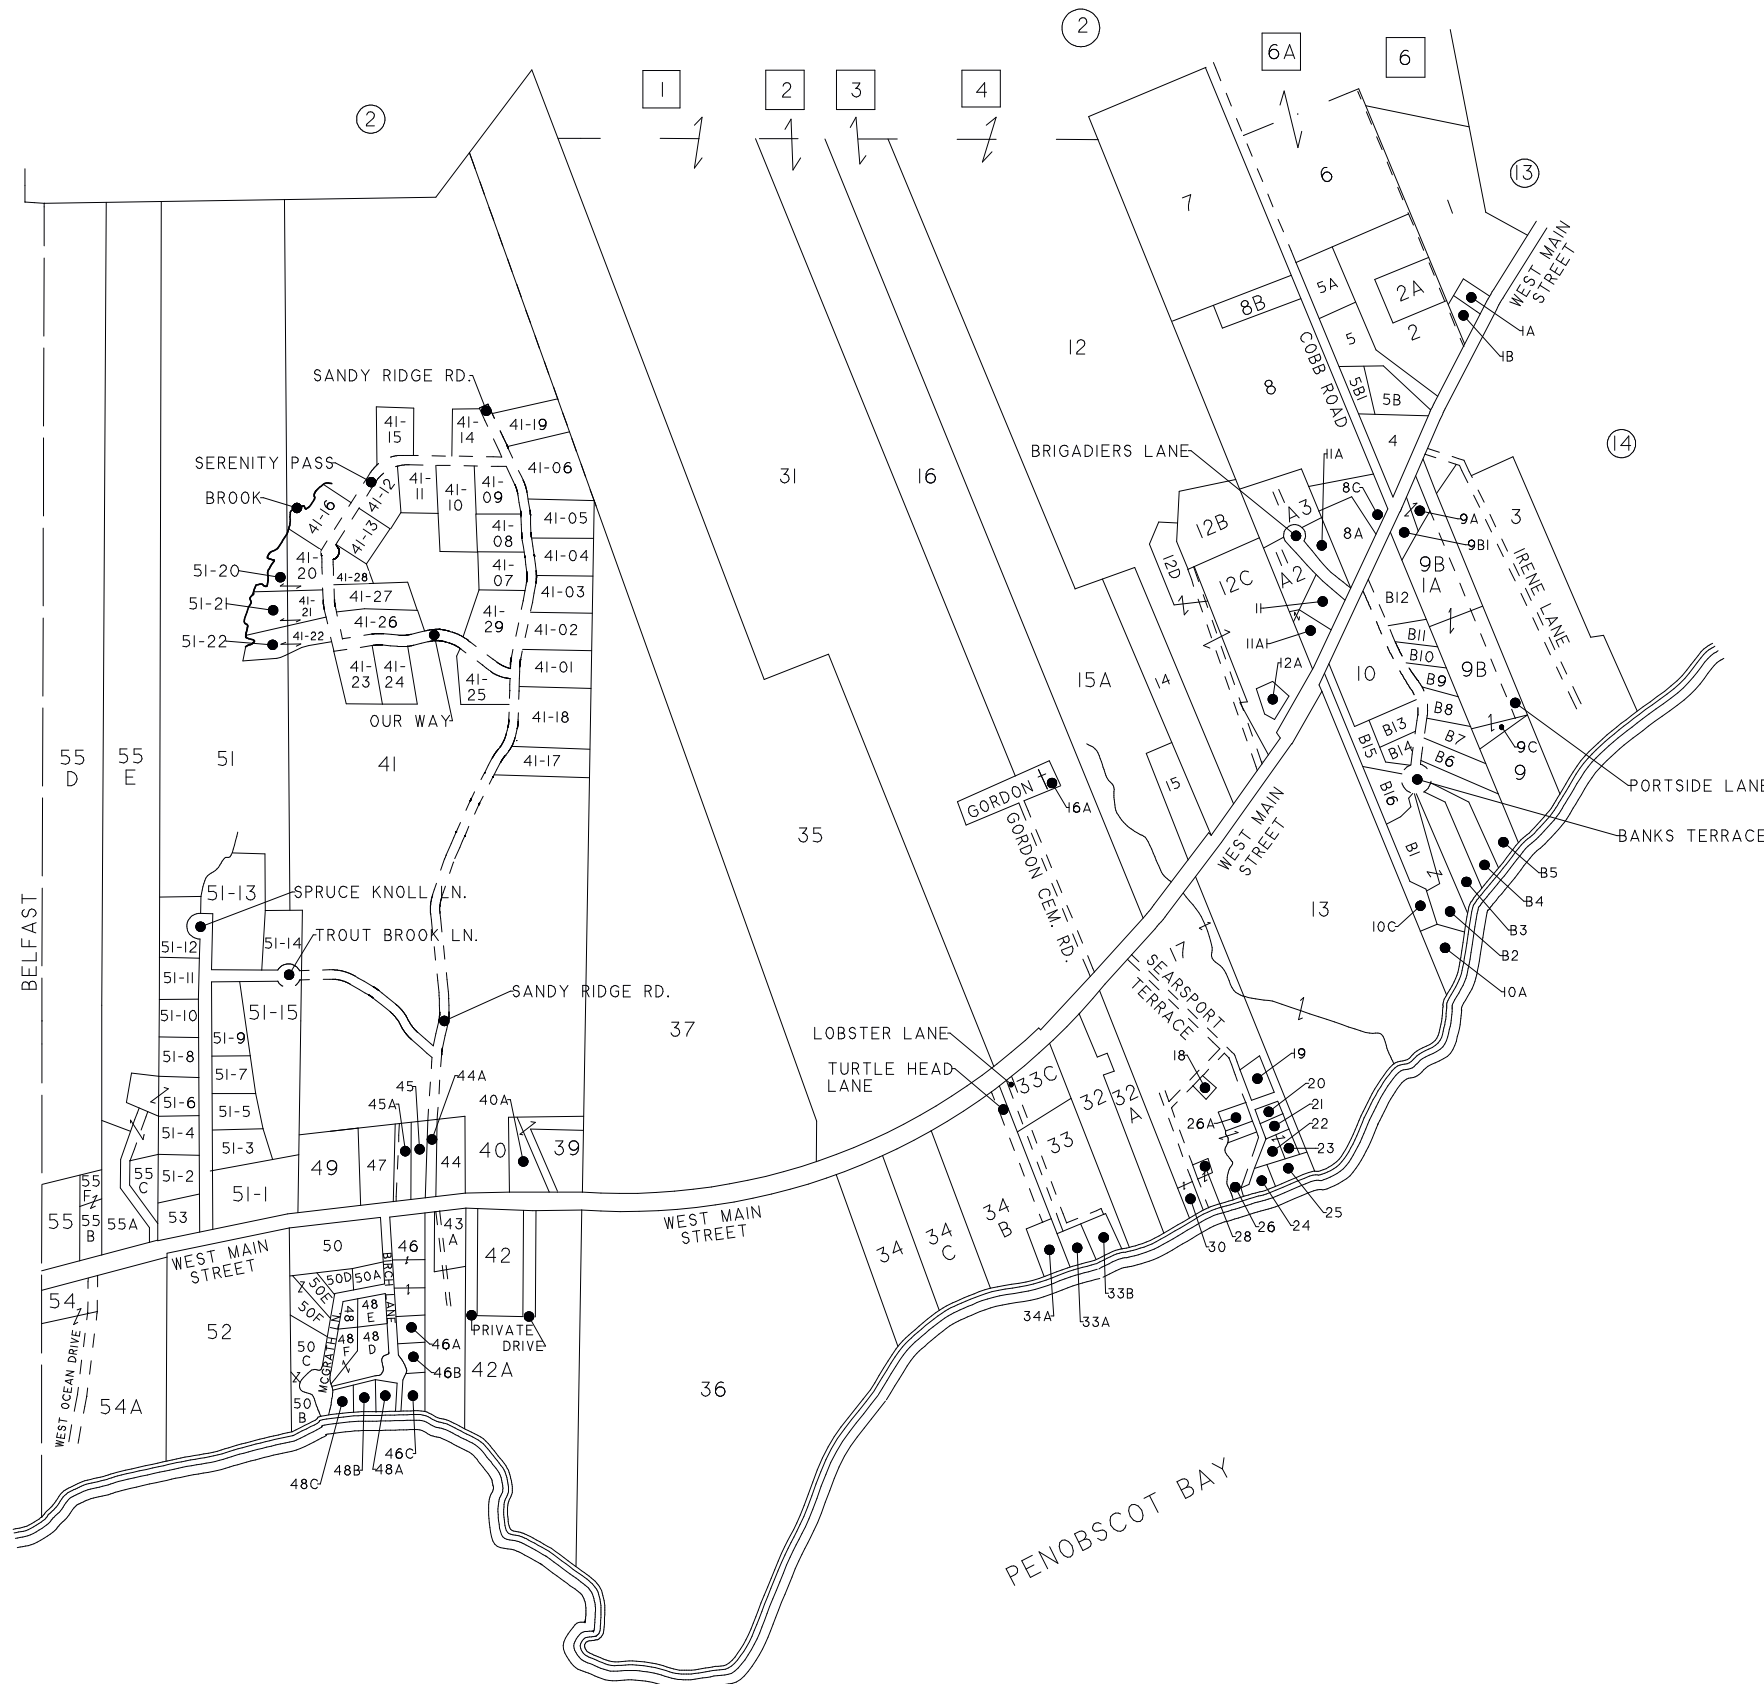 2
6A
6
1
2
3
4
2
13
6
7
1
WEST MAIN
STREET
5A
2A
8B
1A
2
5
1B
12
COBB ROAD
8
5B1
5B
SANDY RIDGE RD.
41-19
41-15
41-14
4
14
BRIGADIERS LANE
11A
SERENITY PASS
41-06
31
16
BROOK
41-12
41-11
41-10
41-09
8C
41-16
A3
9A
3
41-05
12B
8A
41-13
41-08
9B1
41-04
9B
1A
IRENE LANE
51-20
41-20
41-28
41-07
12D
12C
A2
41-03
41-27
B12
51-21
41-21
11
41-26
41-29
41-02
B11
51-22
41-22
11A1
B10
9B
41-23
41-24
41-01
15A
14
12A
10
B9
41-25
B8
OUR WAY
41-18
B13
B7
9C
B15
B14
B6
55
D
55
E
51
41
41-17
9
GORDON
16A
15
PORTSIDE LANE
B16
WEST MAIN
STREET
35
GORDON CEM. RD.
BANKS TERRACE
B1
B5
51-13
SPRUCE KNOLL LN.
B4
13
BELFAST
51-12
51-14
TROUT BROOK LN.
10C
B3
17
B2
51-11
SEARSPORT
TERRACE
SANDY RIDGE RD.
10A
51-10
51-15
51-9
37
LOBSTER LANE
51-8
TURTLE HEAD
LANE
18
19
51-7
33C
45
44A
20
51-6
51-5
45A
40A
32
32
A
21
26A
51-4
22
51-3
33
49
47
44
40
39
23
51-2
55
C
55
F
51-1
53
55
55
B
55A
34
B
43
A
WEST MAIN
STREET
26
24
25
28
30
50
46
42
34
34
C
WEST MAIN
STREET
BIRCH LANE
50D
50A
50E
50F
54
48
48
E
33B
34A
33A
52
PRIVATE
DRIVE
48
F
48
D
46A
50
C
MCGRATH LN
46B
42A
WEST OCEAN DRIVE
54A
36
50
B
46C
48C
48B
48A
PENOBSCOT BAY